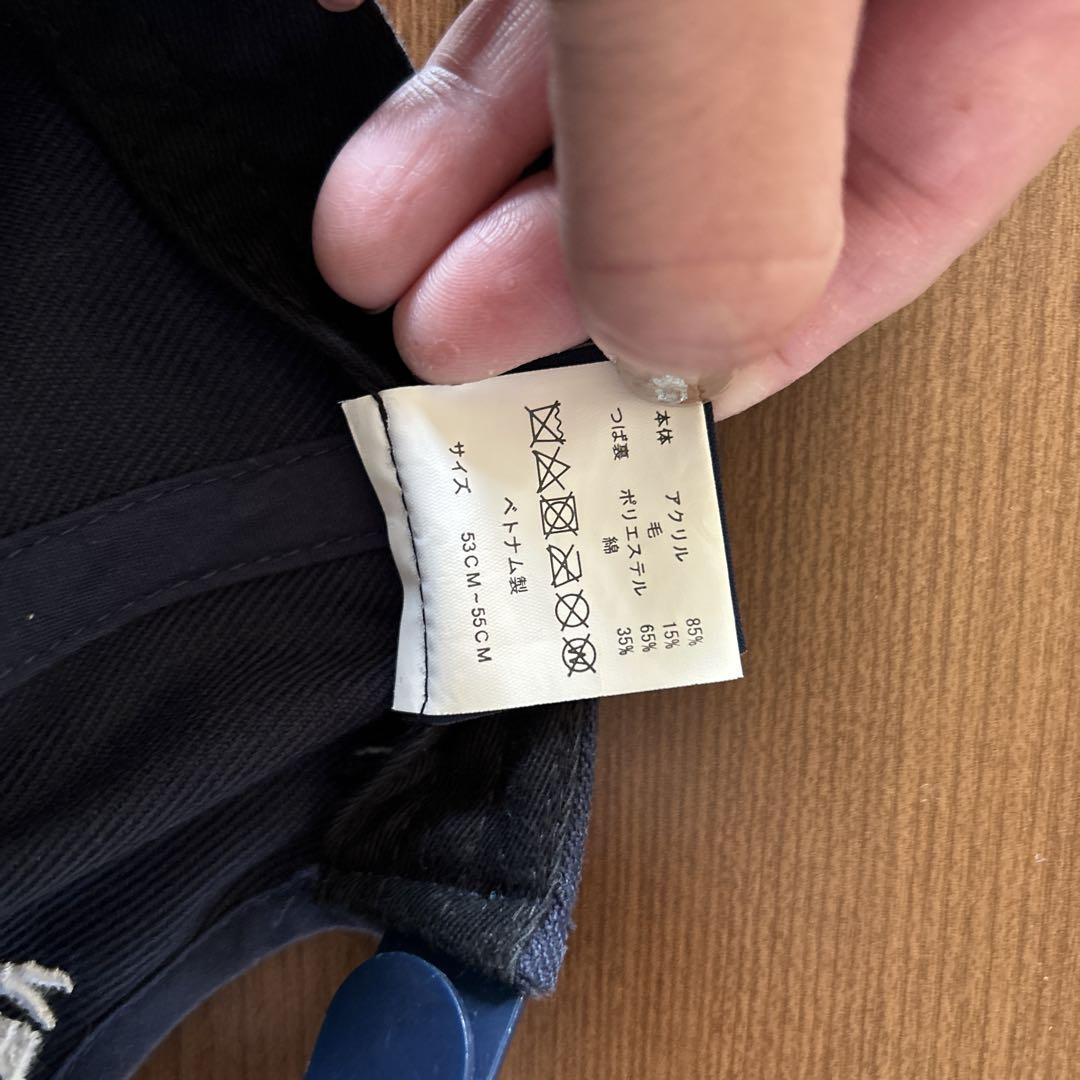 本体 アクリル 85%
毛 15%
つば裏 ポリエステル 65%
綿 35%
ベトナム製
サイズ 53CM~55CM